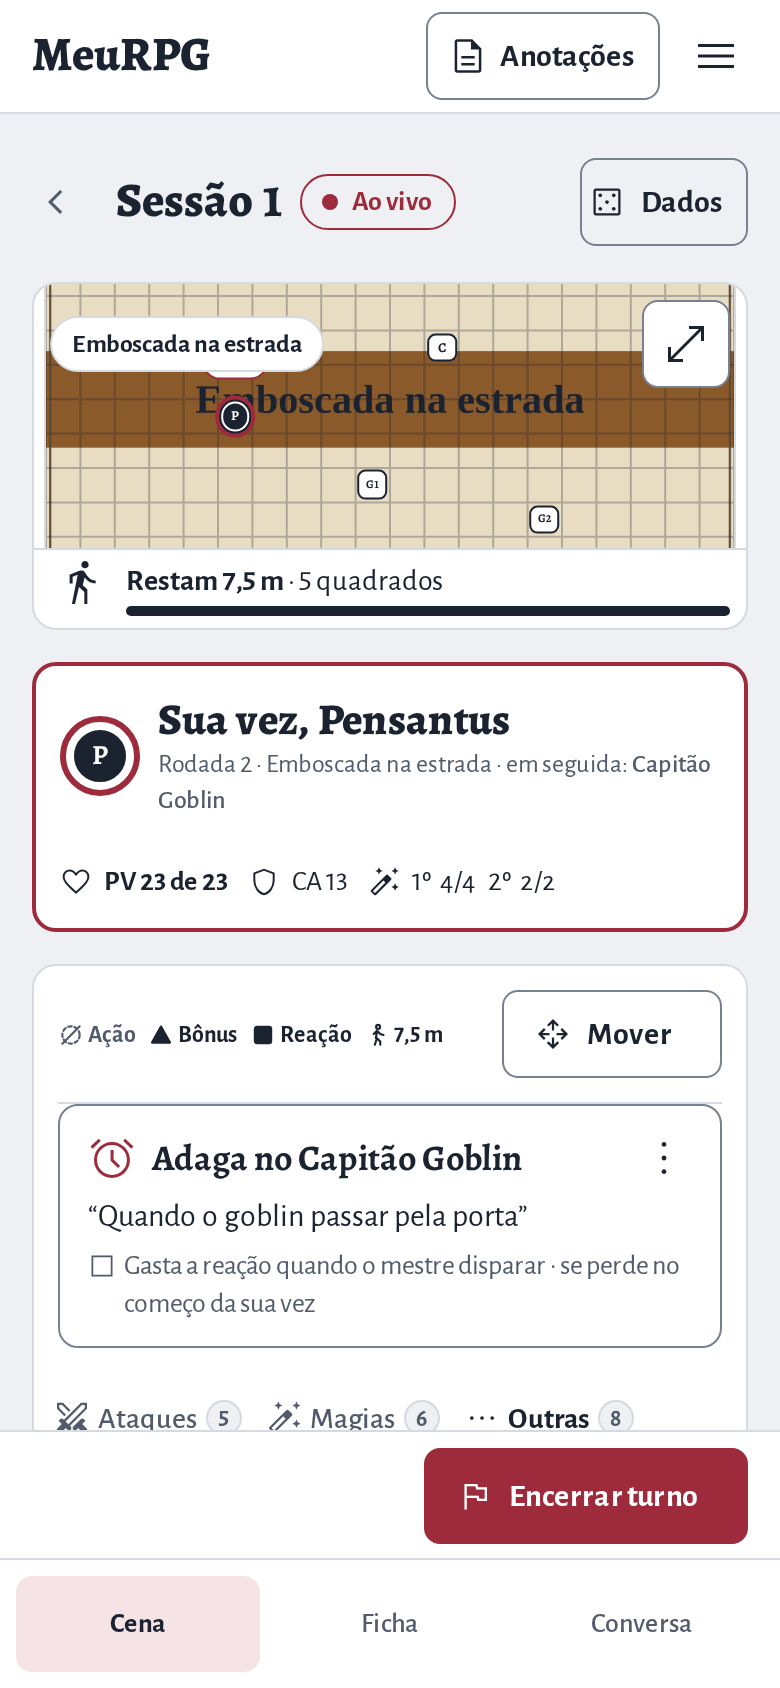 MeuRPG
Anotações
Sessão 1
Ao vivo
Dados
Emboscada na estrada
C
Emboscada na estrada
P
G1
G2
Restam 7,5 m · 5 quadrados
P
Sua vez, Pensantus
Rodada 2 · Emboscada na estrada · em seguida: Capitão
Goblin
PV 23 de 23
CA 13
1º 4/4 2º 2/2
Ação
Bônus
Reação
7,5 m
Mover
Adaga no Capitão Goblin
“Quando o goblin passar pela porta”
Gasta a reação quando o mestre disparar · se perde no
começo da sua vez
Ataques 5
Magias 6
Outras 8
Encerrar turno
Cena
Ficha
Conversa